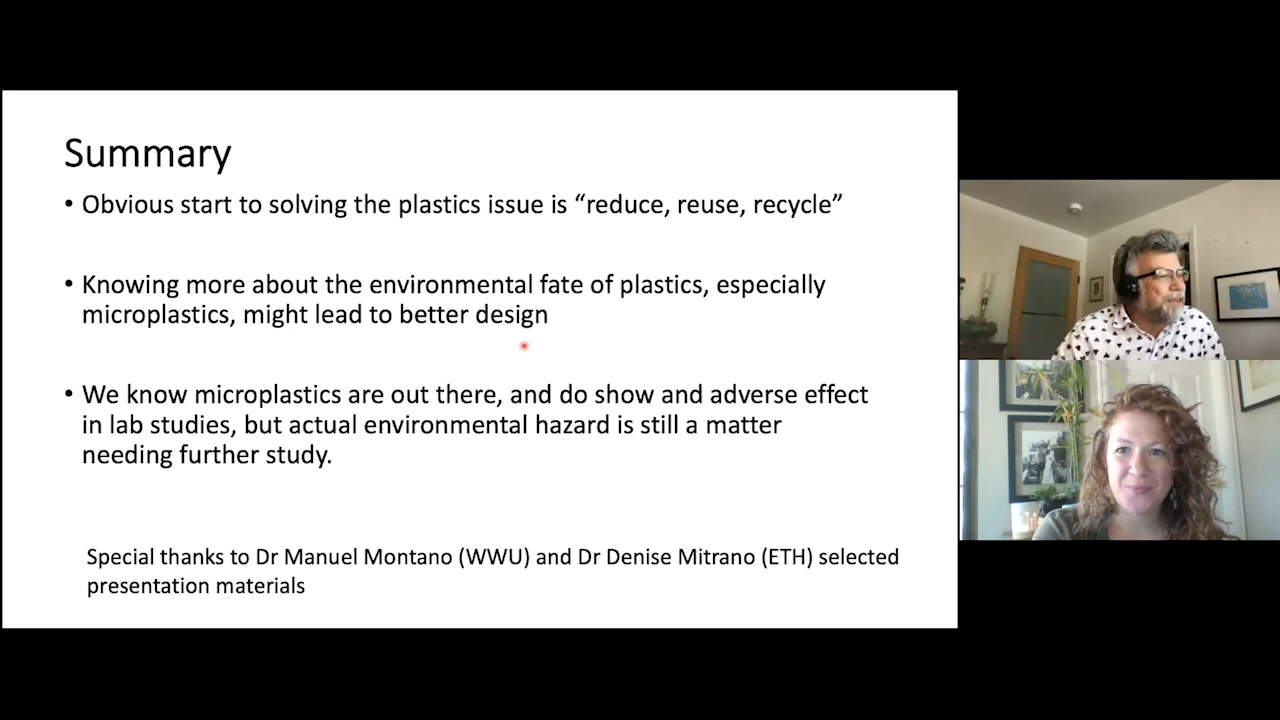 Summary
• Obvious start to solving the plastics issue is “reduce, reuse, recycle”
• Knowing more about the environmental fate of plastics, especially
microplastics, might lead to better design
• We know microplastics are out there, and do show and adverse effect
in lab studies, but actual environmental hazard is still a matter
needing further study.
Special thanks to Dr Manuel Montano (WWU) and Dr Denise Mitrano (ETH) selected
presentation materials